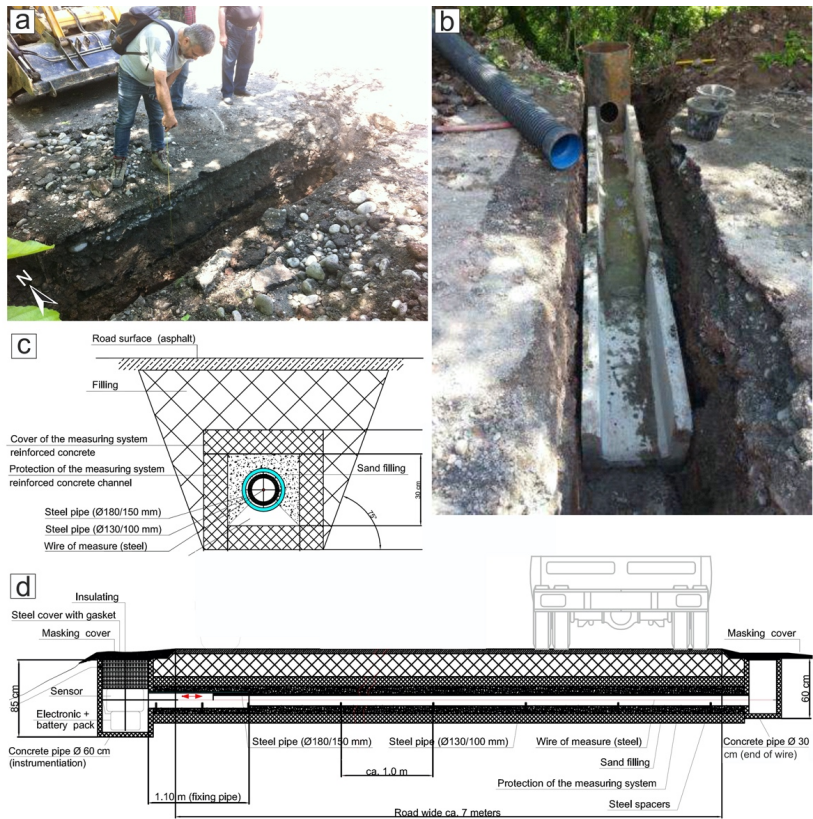 a
b
N
c
Road surface (asphalt)
Filling
Cover of the measuring system
reinforced concrete
Protection of the measuring system
reinforced concrete channel
Sand filling
30 cm
Steel pipe (Ø180/150 mm)
Steel pipe (Ø130/100 mm)
Wire of measure (steel)
75°
d
Insulating
Steel cover with gasket
Masking cover
Masking cover
85 cm
Sensor
60 cm
Electronic +
battery pack
Concrete pipe Ø 60 cm
(instrumentiation)
Steel pipe (Ø180/150 mm)
Steel pipe (Ø130/100 mm)
Wire of measure (steel)
Concrete pipe Ø 30
cm (end of wire)
Sand filling
ca. 1.0 m
Protection of the measuring system
1.10 m (fixing pipe)
Steel spacers
Road wide ca. 7 meters